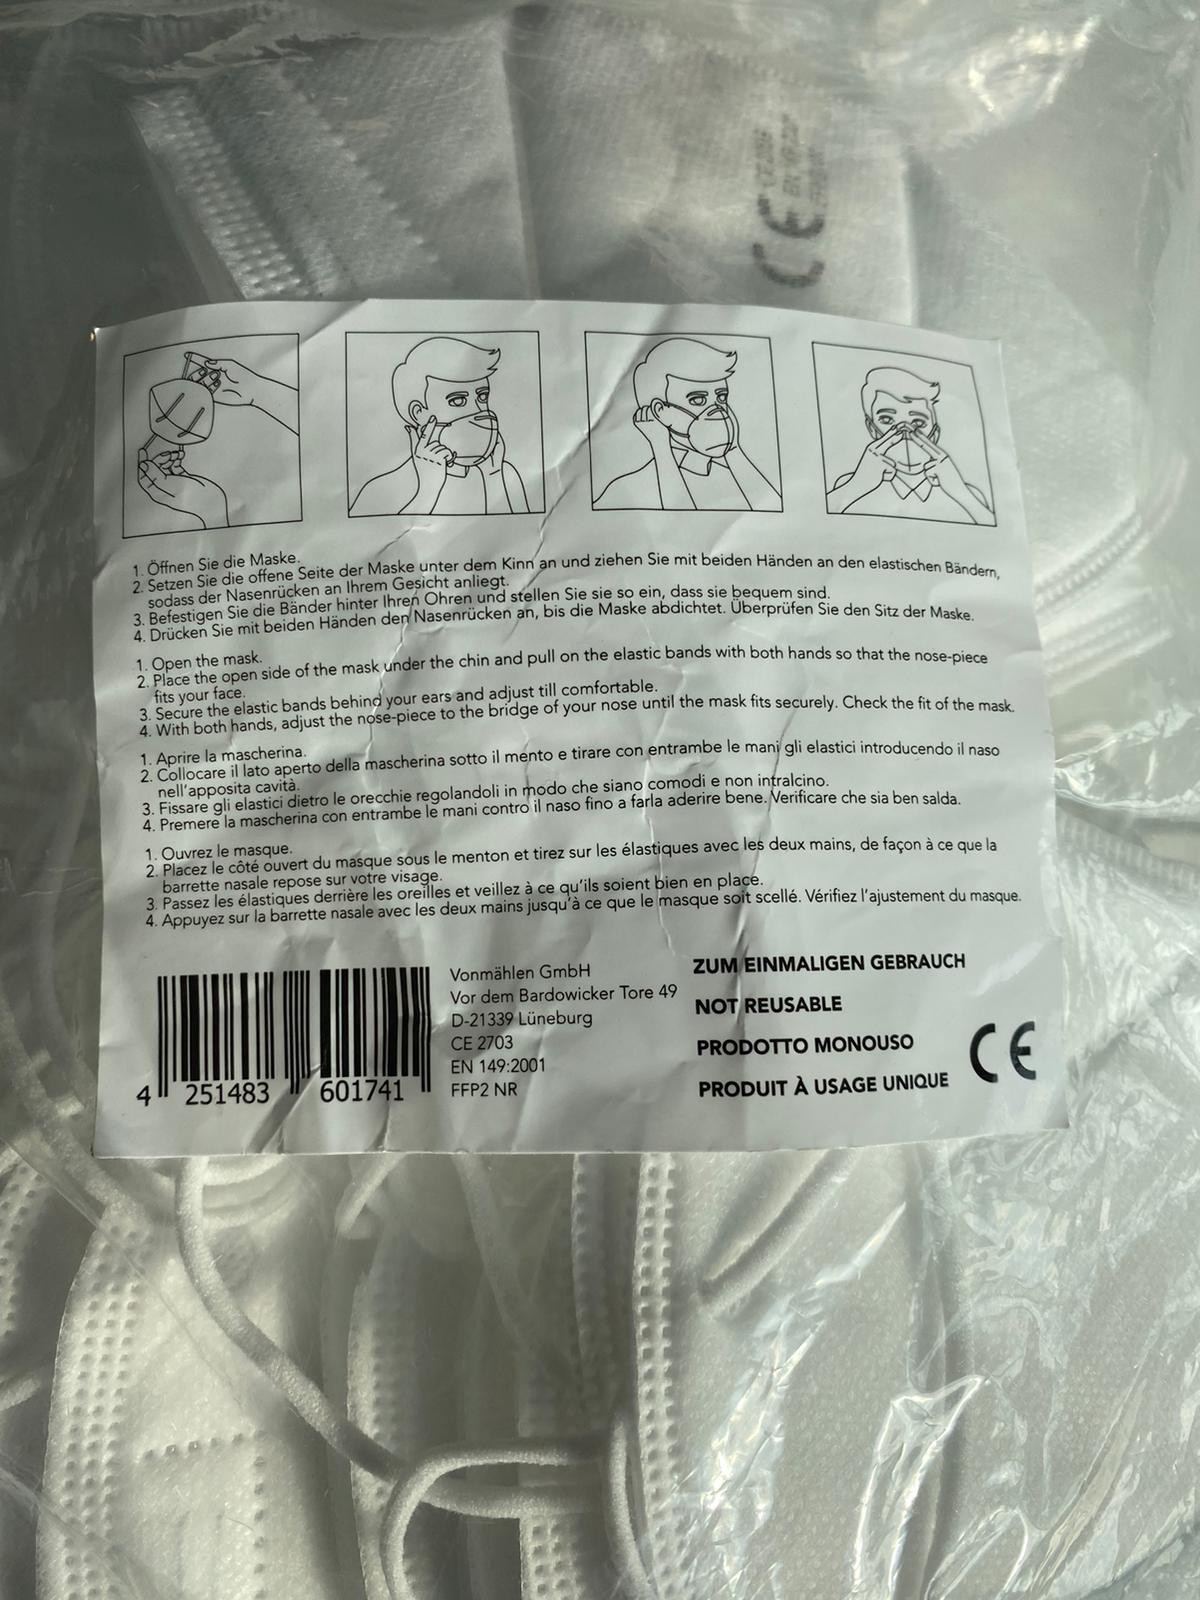 1. Öffnen Sie die Maske.
2. Setzen Sie die offene Seite der Maske unter dem Kinn an und ziehen Sie mit beiden Händen an den elastischen Bändern,
sodass der Nasenrücken an Ihrem Gesicht anliegt.
3. Befestigen Sie die Bänder hinter Ihren Ohren und stellen Sie sie so ein, dass sie bequem sind.
4. Drücken Sie mit beiden Händen den Nasenrücken an, bis die Maske abdichtet. Überprüfen Sie den Sitz der Maske.
1. Open the mask.
2. Place the open side of the mask under the chin and pull on the elastic bands with both hands so that the nose-piece
fits your face.
3. Secure the elastic bands behind your ears and adjust till comfortable.
4. With both hands, adjust the nose-piece to the bridge of your nose until the mask fits securely. Check the fit of the mask.
1. Aprire la mascherina.
2. Collocare il lato aperto della mascherina sotto il mento e tirare con entrambe le mani gli elastici introducendo il naso
nell'apposita cavità.
3. Fissare gli elastici dietro le orecchie regolandoli in modo che siano comodi e non intralcino.
4. Premere la mascherina con entrambe le mani contro il naso fino a farla aderire bene. Verificare che sia ben salda.
1. Ouvrez le masque.
2. Placez le côté ouvert du masque sous le menton et tirez sur les élastiques avec les deux mains, de façon à ce que la
barrette nasale repose sur votre visage.
3. Passez les élastiques derrière les oreilles et veillez à ce qu'ils soient bien en place.
4. Appuyez sur la barrette nasale avec les deux mains jusqu'à ce que le masque soit scellé. Vérifiez l'ajustement du masque.
4 251483 601741
Vonmählen GmbH
Vor dem Bardowicker Tore 49
D-21339 Lüneburg
CE 2703
EN 149:2001
FFP2 NR
ZUM EINMALIGEN GEBRAUCH
NOT REUSABLE
PRODOTTO MONOUSO
PRODUIT À USAGE UNIQUE
CE
CE